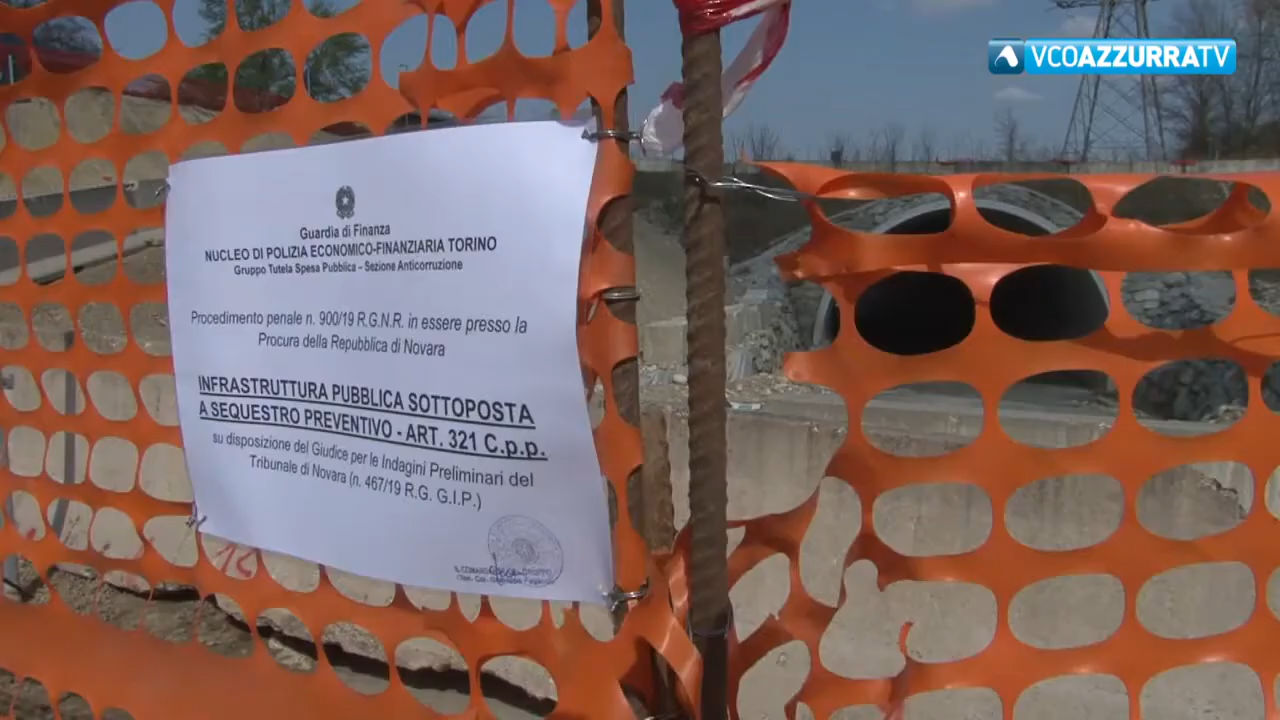 VCOAZZURRATV
Guardia di Finanza
NUCLEO DI POLIZIA ECONOMICO-FINANZIARIA TORINO
Gruppo Tutela Spesa Pubblica - Sezione Anticorruzione
Procedimento penale n. 900/19 R.G.N.R. in essere presso la
Procura della Repubblica di Novara
INFRASTRUTTURA PUBBLICA SOTTOPOSTA
A SEQUESTRO PREVENTIVO - ART. 321 C.p.p.
su disposizione del Giudice per le Indagini Preliminari del
Tribunale di Novara (n. 467/19 R.G. G.I.P.)